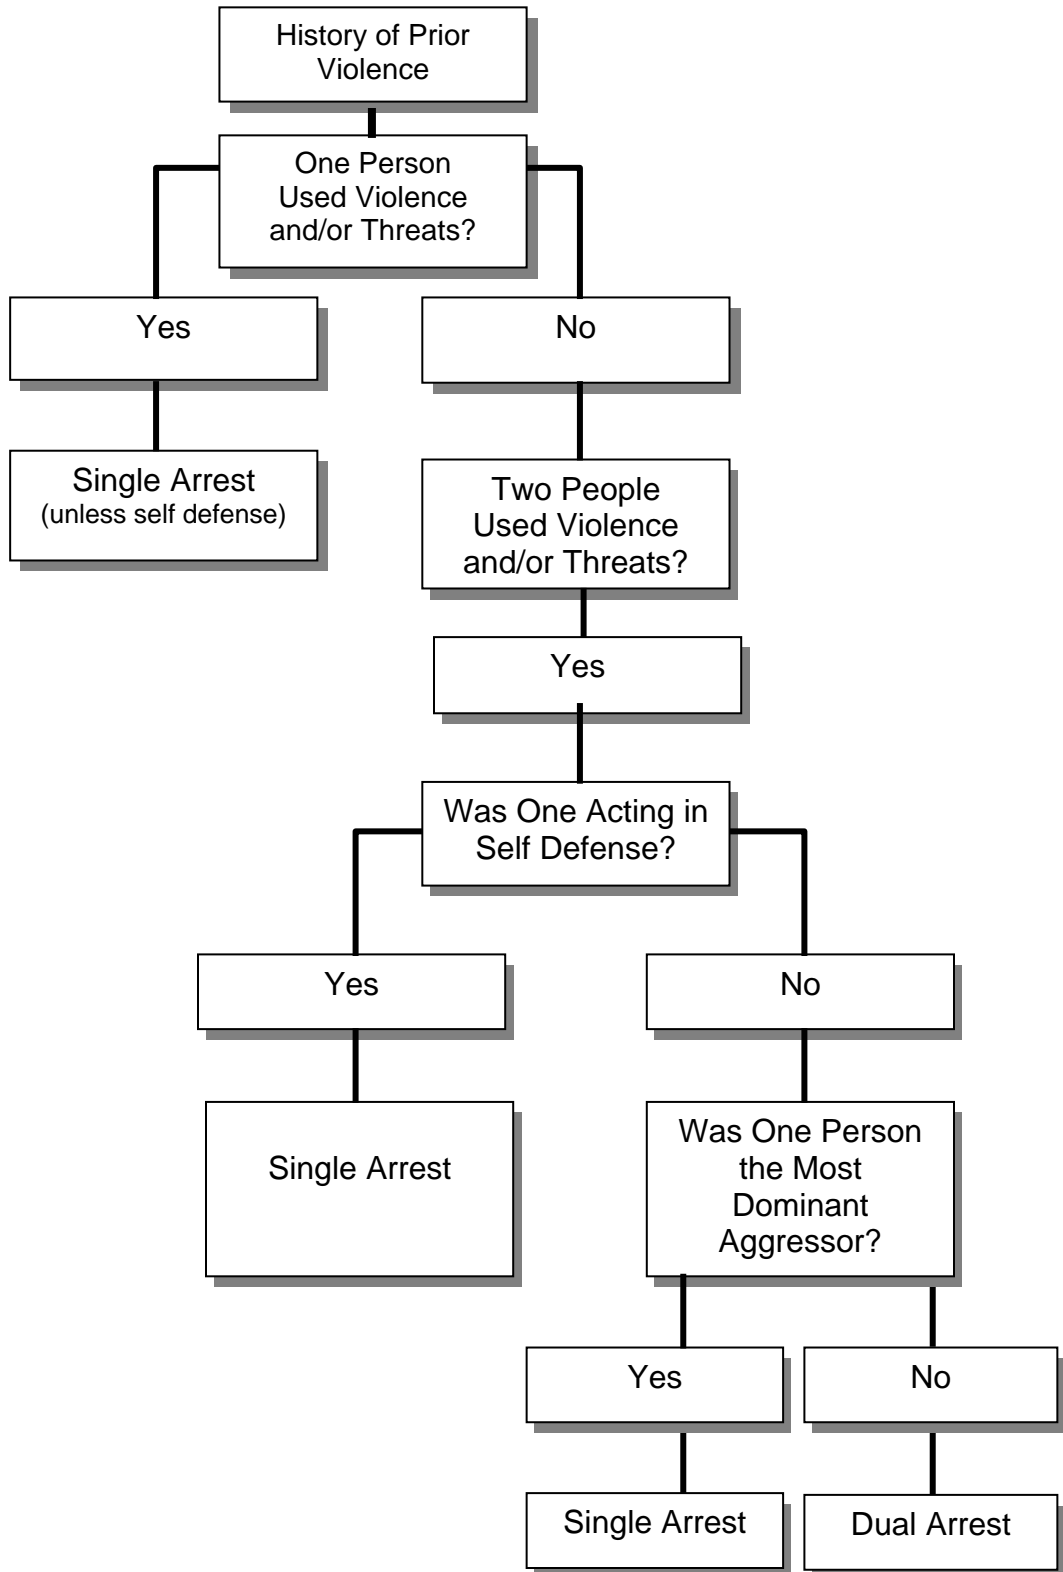 History of Prior
Violence
One Person
Used Violence
and/or Threats?
Yes
No
Single Arrest
(unless self defense)
Two People
Used Violence
and/or Threats?
Yes
Was One Acting in
Self Defense?
Yes
No
Single Arrest
Was One Person
the Most
Dominant
Aggressor?
Yes
No
Single Arrest
Dual Arrest